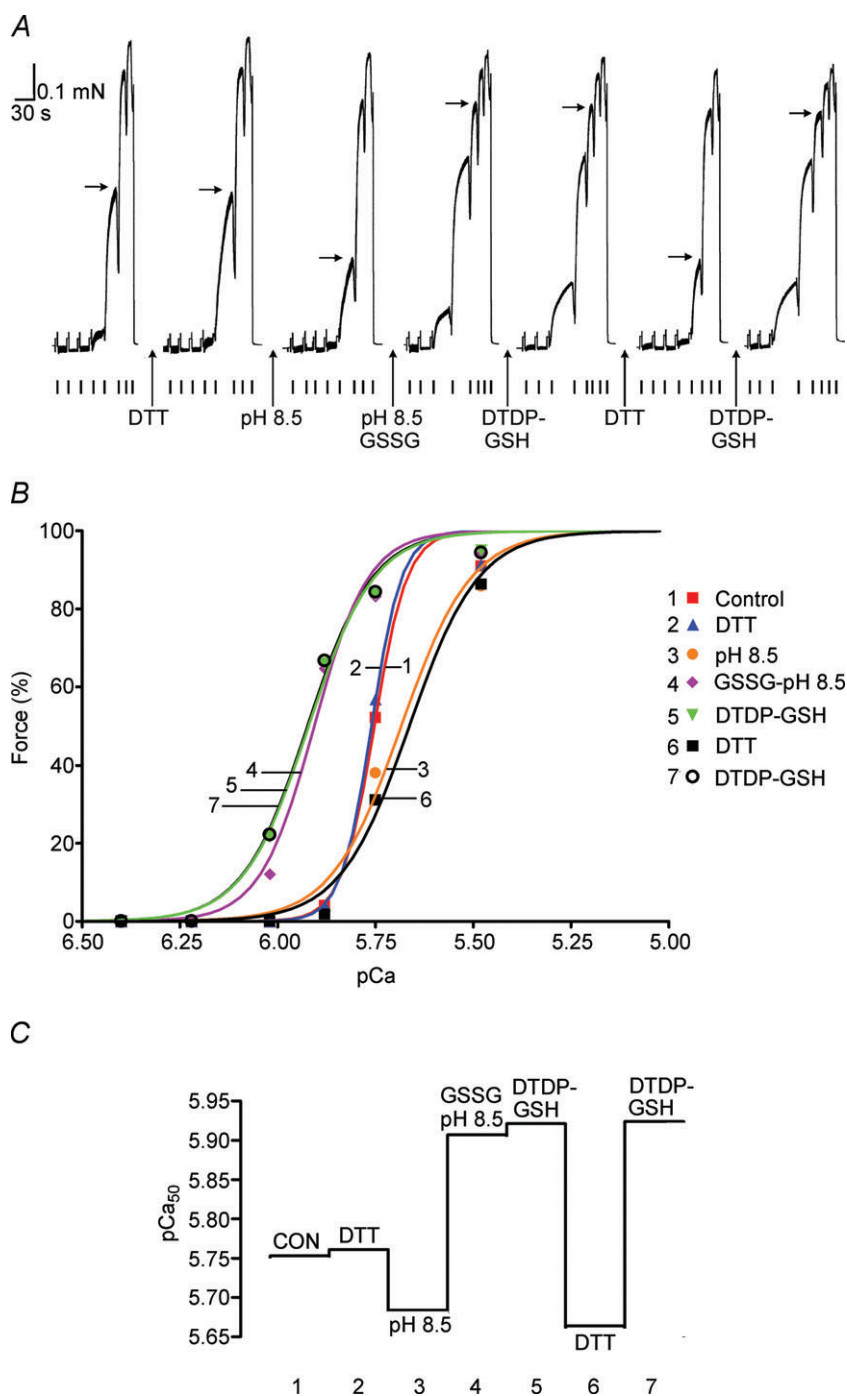 A
0.1 mN
30 s
DTT
pH 8.5
pH 8.5
GSSG
DTDP-
GSH
DTT
DTDP-
GSH
B
100
80
60
40
20
0
Force (%)
6.50
6.25
6.00
5.75
5.50
5.25
5.00
pCa
2
1
4
5
7
3
6
1 Control
2 DTT
3 pH 8.5
4 GSSG-pH 8.5
5 DTDP-GSH
6 DTT
7 DTDP-GSH
C
5.95
5.90
5.85
5.80
5.75
5.70
5.65
pCa50
CON
DTT
pH 8.5
GSSG
pH 8.5
DTDP-
GSH
DTT
DTDP-
GSH
1 2 3 4 5 6 7